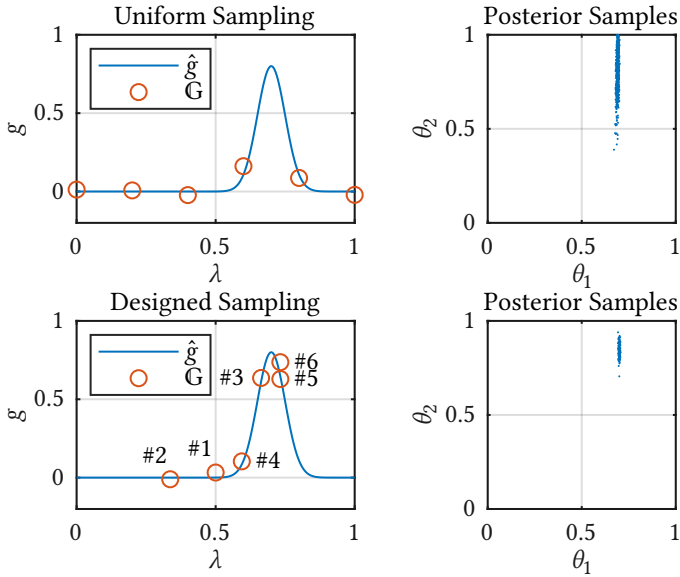 Uniform Sampling
Posterior Samples
1
0.5
0
g
ĝ
𝔾
0
0.5
1
λ
1
0.5
0
θ₂
0
0.5
1
θ₁
Designed Sampling
Posterior Samples
1
0.5
0
g
ĝ
𝔾
#6
#3
#5
#1
#2
#4
0
0.5
1
λ
1
0.5
0
θ₂
0
0.5
1
θ₁